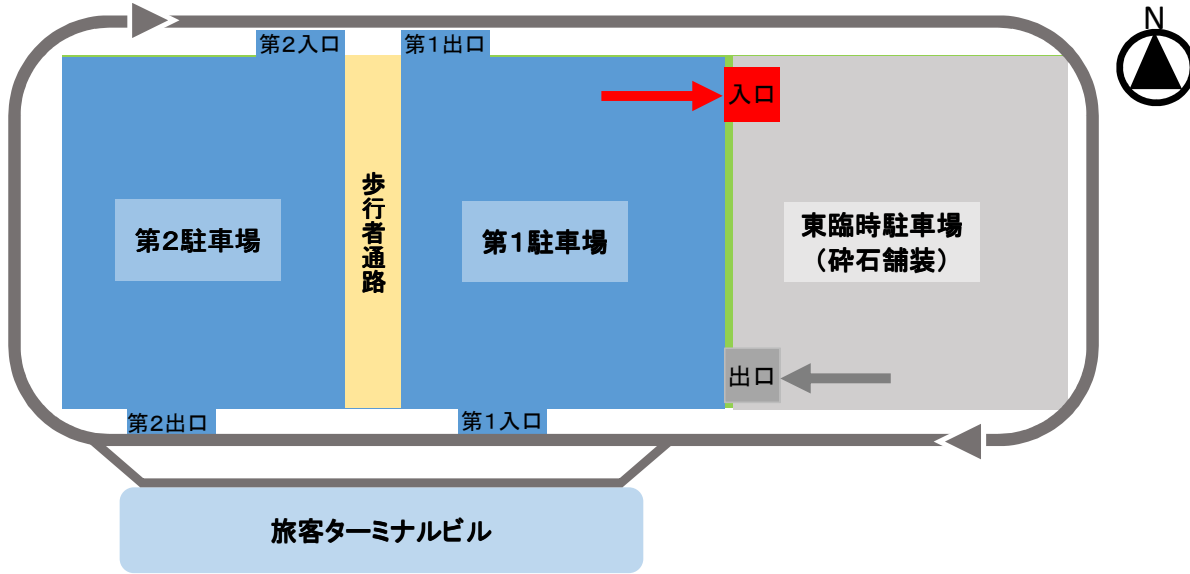 N
第2入口
第1出口
入口
歩行者通路
第2駐車場
第1駐車場
東臨時駐車場
（砕石舗装）
出口
第2出口
第1入口
旅客ターミナルビル